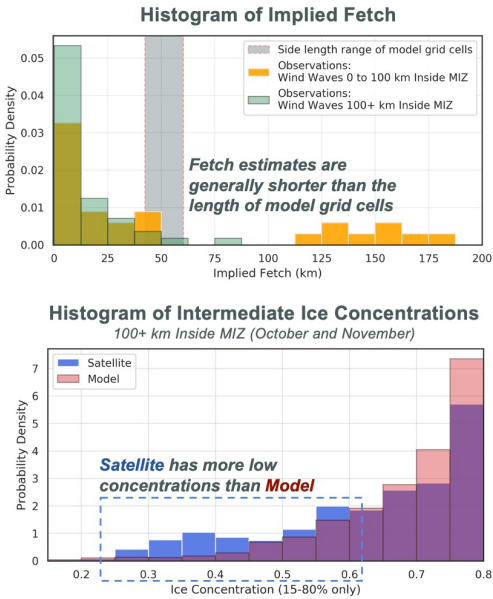 Histogram of Implied Fetch
Side length range of model grid cells
Observations:
Wind Waves 0 to 100 km Inside MIZ
Observations:
Wind Waves 100+ km Inside MIZ
Fetch estimates are
generally shorter than the
length of model grid cells
Probability Density
0.05
0.04
0.03
0.02
0.01
0.00
0
25
50
75
100
125
150
175
200
Implied Fetch (km)
Histogram of Intermediate Ice Concentrations
100+ km Inside MIZ (October and November)
Satellite
Model
Satellite has more low
concentrations than Model
Probability Density
7
6
5
4
3
2
1
0
0.2
0.3
0.4
0.5
0.6
0.7
0.8
Ice Concentration (15-80% only)